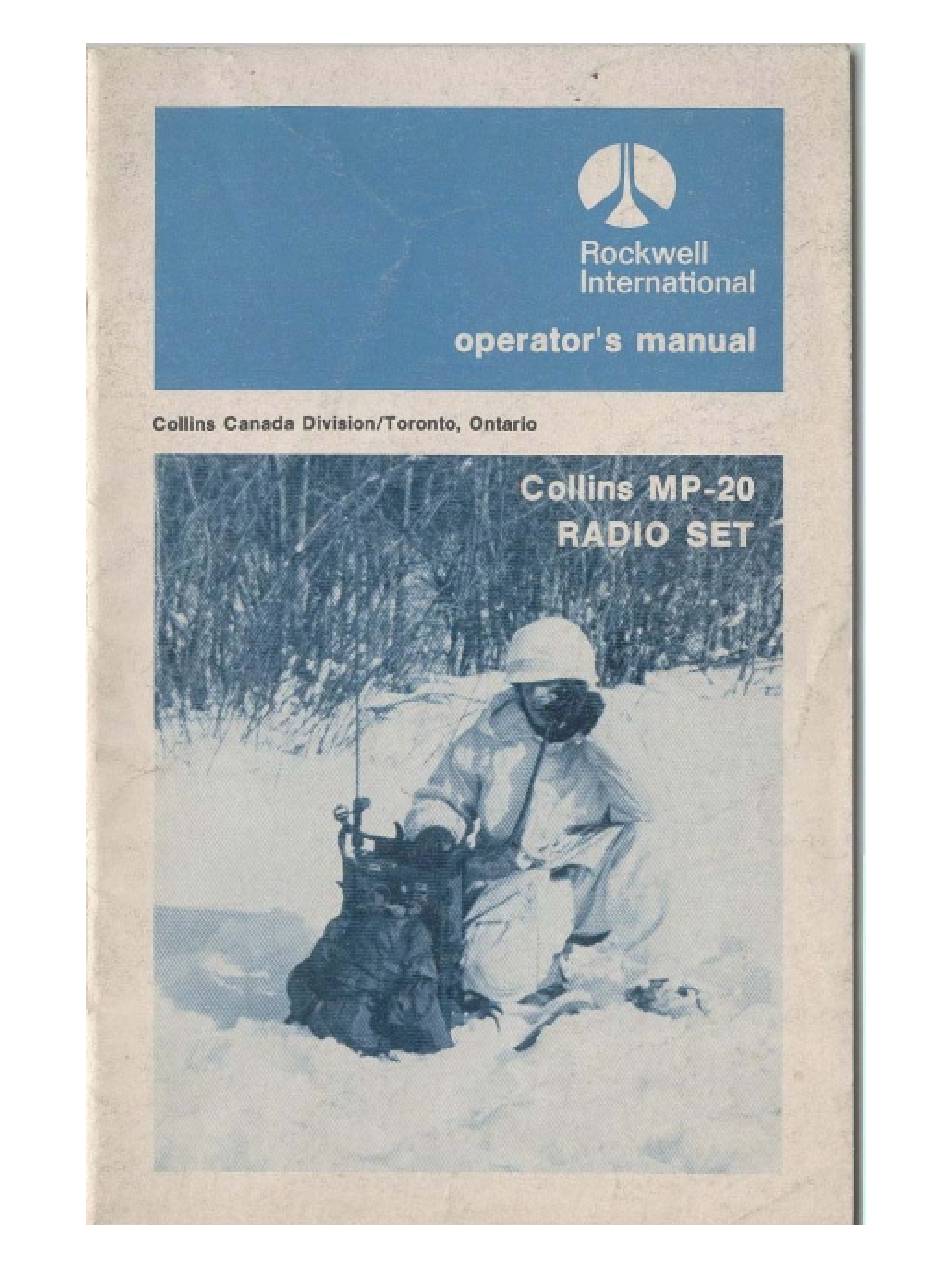 Rockwell
International
operator's manual
Collins Canada Division/Toronto, Ontario
Collins MP-20
RADIO SET